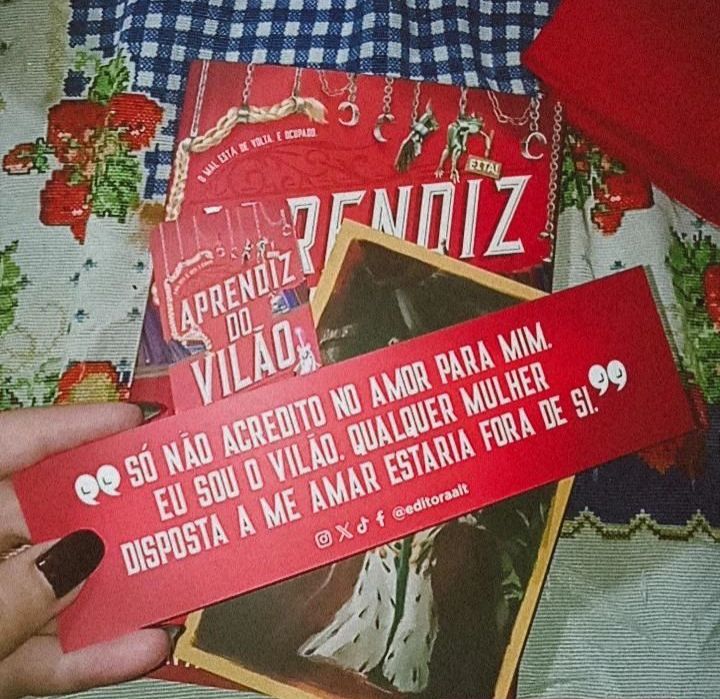 O MAL ESTÁ DE VOLTA. E OCUPADO.
APRENDIZ
DO
VILÃO
❝SÓ NÃO ACREDITO NO AMOR PARA MIM.
EU SOU O VILÃO. QUALQUER MULHER
DISPOSTA A ME AMAR ESTARIA FORA DE SI.❞
@editoraalt